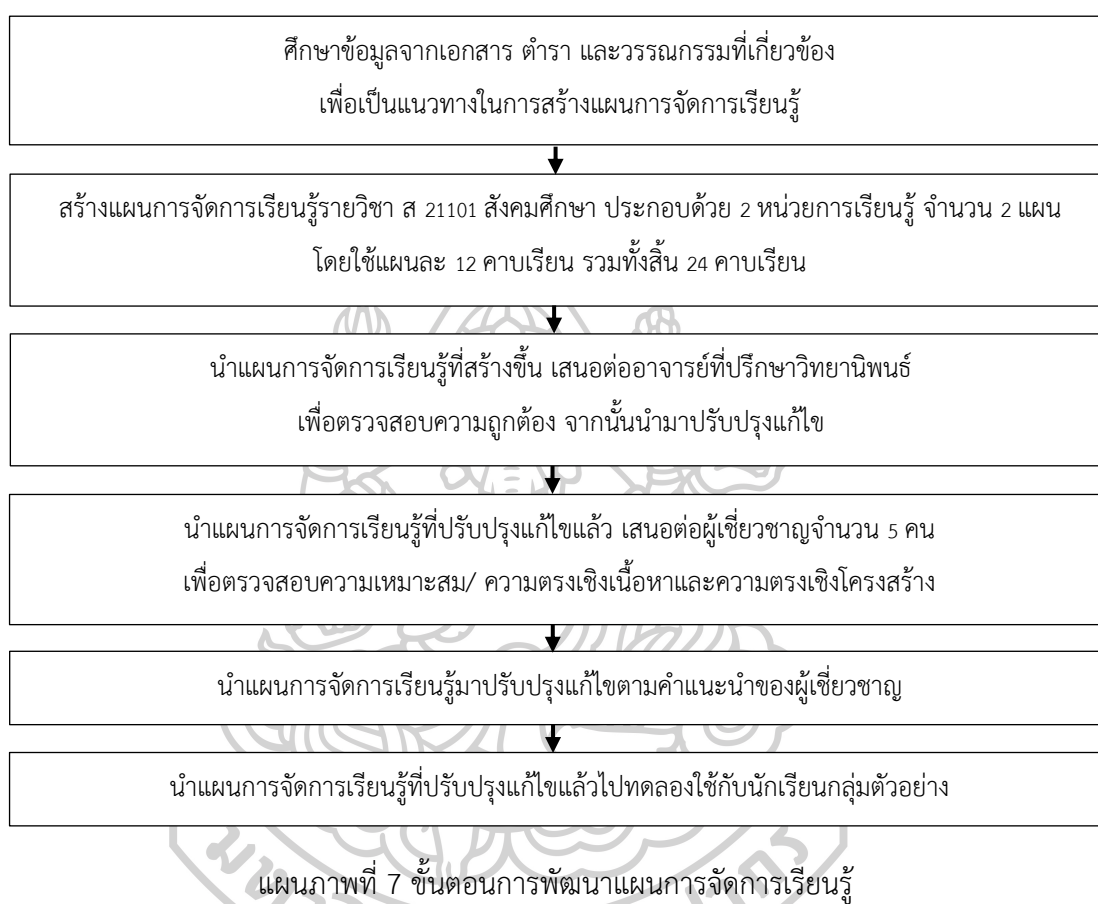 ศึกษาข้อมูลจากเอกสาร ตำรา และวรรณกรรมที่เกี่ยวข้อง
เพื่อเป็นแนวทางในการสร้างแผนการจัดการเรียนรู้
สร้างแผนการจัดการเรียนรู้รายวิชา ส 21101 สังคมศึกษา ประกอบด้วย 2 หน่วยการเรียนรู้ จำนวน 2 แผน
โดยใช้แผนละ 12 คาบเรียน รวมทั้งสิ้น 24 คาบเรียน
นำแผนการจัดการเรียนรู้ที่สร้างขึ้น เสนอต่ออาจารย์ที่ปรึกษาวิทยานิพนธ์
เพื่อตรวจสอบความถูกต้อง จากนั้นนำมาปรับปรุงแก้ไข
นำแผนการจัดการเรียนรู้ที่ปรับปรุงแก้ไขแล้ว เสนอต่อผู้เชี่ยวชาญจำนวน 5 คน
เพื่อตรวจสอบความเหมาะสม/ ความตรงเชิงเนื้อหาและความตรงเชิงโครงสร้าง
นำแผนการจัดการเรียนรู้มาปรับปรุงแก้ไขตามคำแนะนำของผู้เชี่ยวชาญ
นำแผนการจัดการเรียนรู้ที่ปรับปรุงแก้ไขแล้วไปทดลองใช้กับนักเรียนกลุ่มตัวอย่าง
แผนภาพที่ 7 ขั้นตอนการพัฒนาแผนการจัดการเรียนรู้